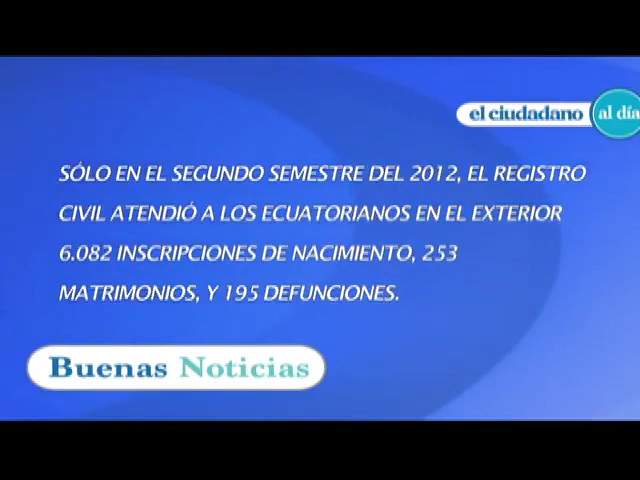 el ciudadano al día
SÓLO EN EL SEGUNDO SEMESTRE DEL 2012, EL REGISTRO
CIVIL ATENDIÓ A LOS ECUATORIANOS EN EL EXTERIOR
6.082 INSCRIPCIONES DE NACIMIENTO, 253
MATRIMONIOS, Y 195 DEFUNCIONES.
Buenas Noticias